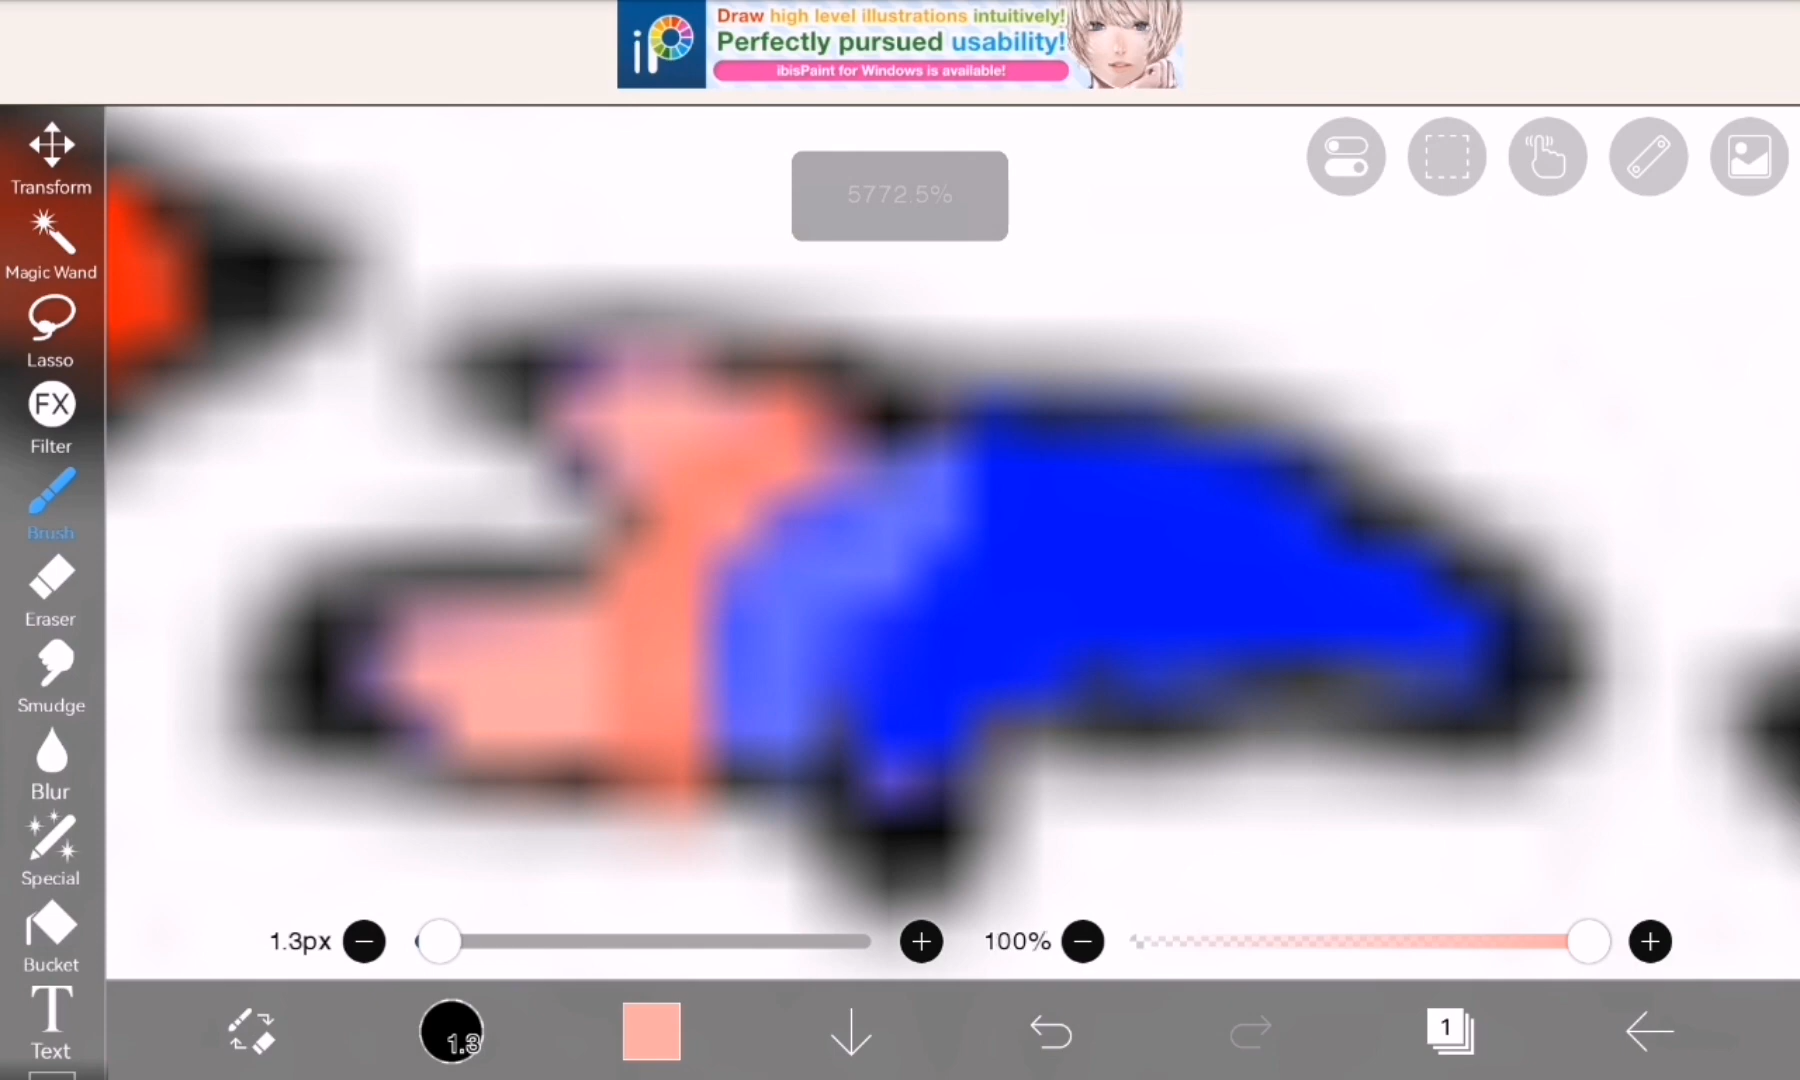 iP
Draw high level illustrations intuitively!
Perfectly pursued usability!
ibisPaint for Windows is available!
5772.5%
Transform
Magic Wand
Lasso
FX
Filter
Brush
Eraser
Smudge
Blur
Special
Bucket
T
Text
1.3px
100%
1.3
1